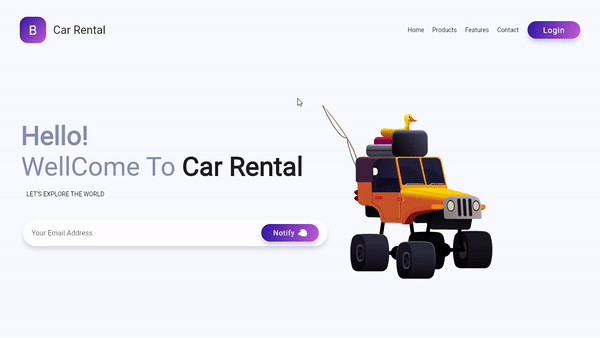 B
Car Rental
Home Products Features Contact Login
Hello!
WellCome To Car Rental
LET'S EXPLORE THE WORLD
Your Email Address
Notify